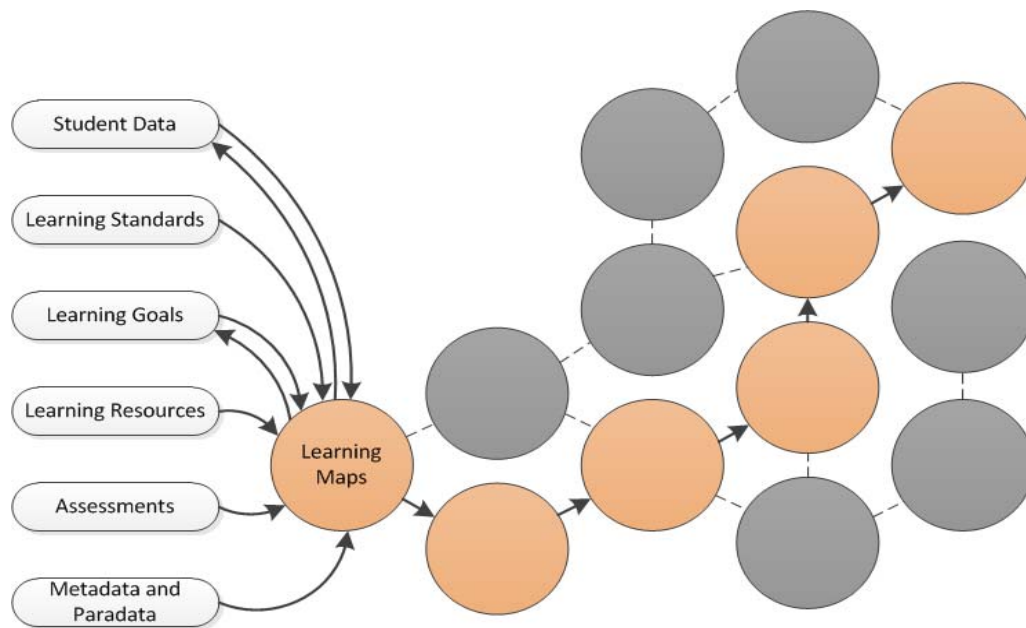 Student Data
Learning Standards
Learning Goals
Learning Resources
Learning
Maps
Assessments
Metadata and
Paradata